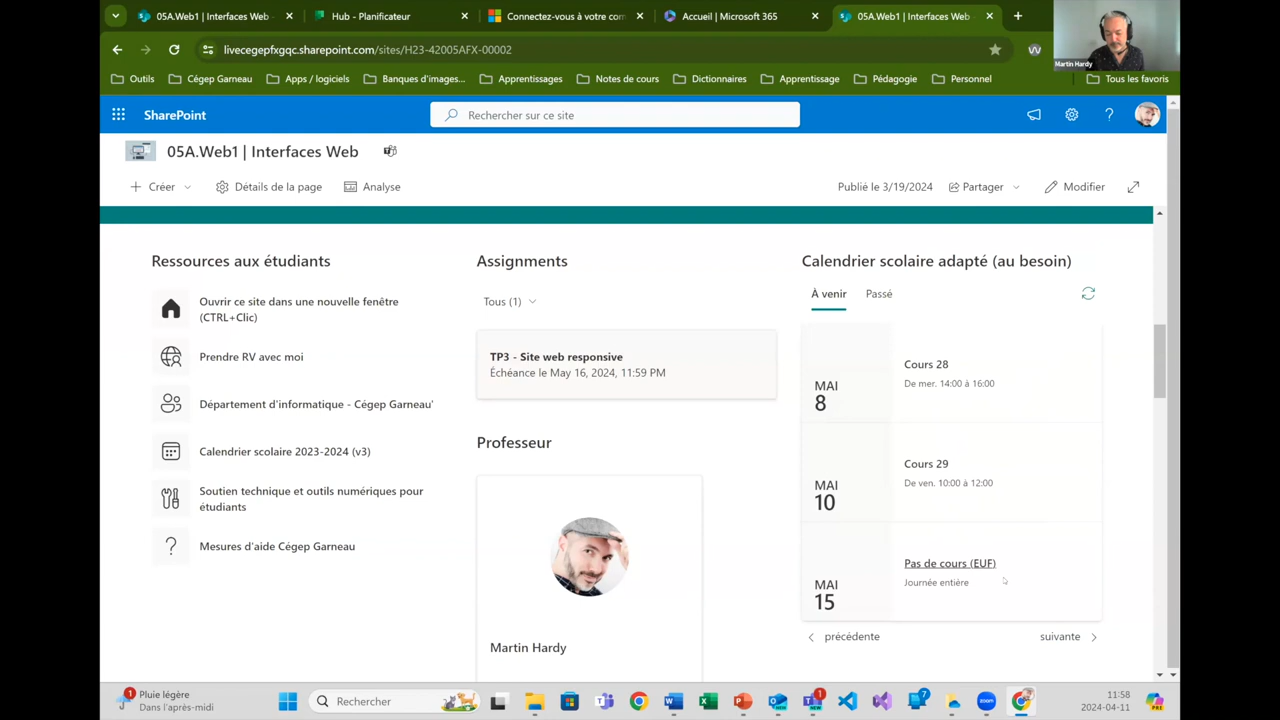 05A.Web1 | Interfaces Web -
Hub - Planificateur
Connectez-vous à votre com
Accueil | Microsoft 365
05A.Web1 | Interfaces Web -
livecegepfxgqc.sharepoint.com/sites/H23-42005AFX-00002
Martin Hardy
Outils
Cégep Garneau
Apps / logiciels
Banques d'images...
Apprentissages
Notes de cours
Dictionnaires
Apprentissage
Pédagogie
Personnel
Tous les favoris
SharePoint
Rechercher sur ce site
05A.Web1 | Interfaces Web
Créer
Détails de la page
Analyse
Publié le 3/19/2024
Partager
Modifier
Ressources aux étudiants
Ouvrir ce site dans une nouvelle fenêtre
(CTRL+Clic)
Prendre RV avec moi
Département d'informatique - Cégep Garneau'
Calendrier scolaire 2023-2024 (v3)
Soutien technique et outils numériques pour
étudiants
Mesures d'aide Cégep Garneau
Assignments
Tous (1)
TP3 - Site web responsive
Échéance le May 16, 2024, 11:59 PM
Professeur
Martin Hardy
Calendrier scolaire adapté (au besoin)
À venir
Passé
MAI
8
Cours 28
De mer. 14:00 à 16:00
MAI
10
Cours 29
De ven. 10:00 à 12:00
MAI
15
Pas de cours (EUF)
Journée entière
précédente
suivante
1
Pluie légère
Dans l'après-midi
Rechercher
NEW
1
NEW
7
11:58
2024-04-11
PRE